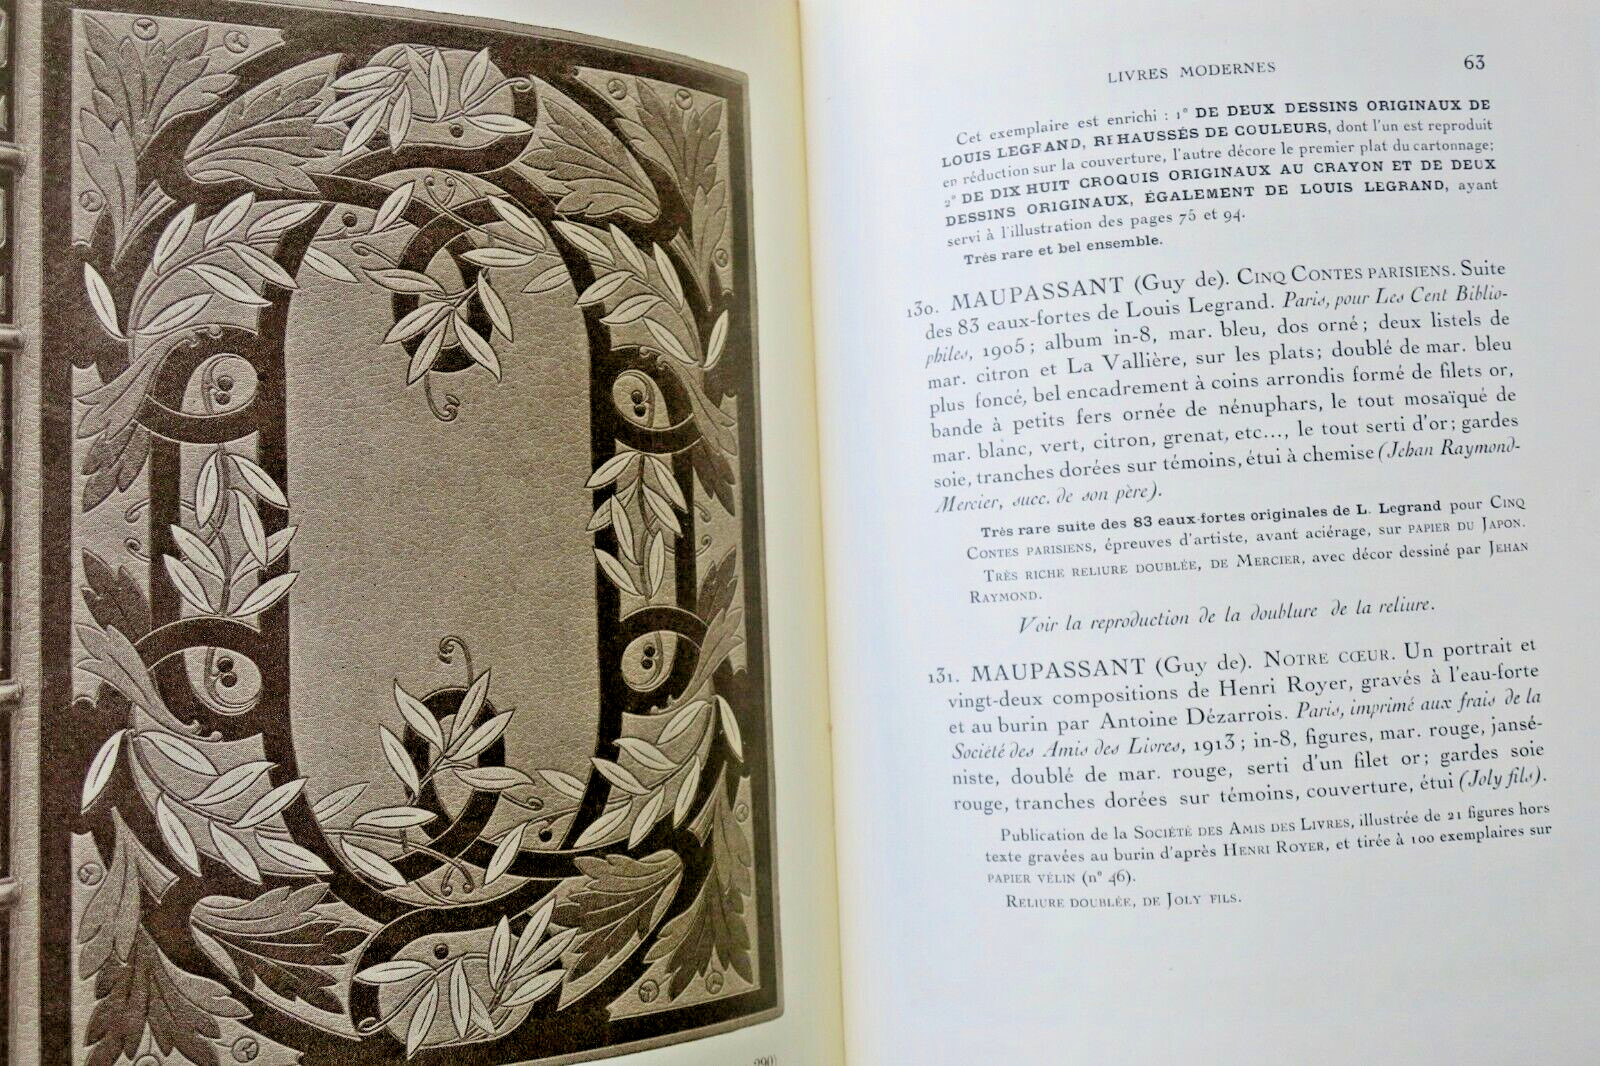 290)
LIVRES MODERNES 63
Cet exemplaire est enrichi : 1° DE DEUX DESSINS ORIGINAUX DE
LOUIS LEGRAND, REHAUSSÉS DE COULEURS, dont l'un est reproduit
en réduction sur la couverture, l'autre décore le premier plat du cartonnage;
2° DE DIX HUIT CROQUIS ORIGINAUX AU CRAYON ET DE DEUX
DESSINS ORIGINAUX, ÉGALEMENT DE LOUIS LEGRAND, ayant
servi à l'illustration des pages 75 et 94.
Très rare et bel ensemble.
130. MAUPASSANT (Guy de). CINQ CONTES PARISIENS. Suite
des 83 eaux-fortes de Louis Legrand. Paris, pour Les Cent Biblio-
philes, 1905; album in-8, mar. bleu, dos orné; deux listels de
mar. citron et La Vallière, sur les plats; doublé de mar. bleu
plus foncé, bel encadrement à coins arrondis formé de filets or,
bande à petits fers ornée de nénuphars, le tout mosaïqué de
mar. blanc, vert, citron, grenat, etc..., le tout serti d'or; gardes
soie, tranches dorées sur témoins, étui à chemise (Jehan Raymond-
Mercier, succ. de son père).
Très rare suite des 83 eaux-fortes originales de L. Legrand pour CINQ
CONTES PARISIENS, épreuves d'artiste, avant aciérage, sur PAPIER DU JAPON.
TRÈS RICHE RELIURE DOUBLÉE, DE MERCIER, avec décor dessiné par JEHAN
RAYMOND.
Voir la reproduction de la doublure de la reliure.
131. MAUPASSANT (Guy de). NOTRE CŒUR. Un portrait et
vingt-deux compositions de Henri Royer, gravés à l'eau-forte
et au burin par Antoine Dézarrois. Paris, imprimé aux frais de la
Société des Amis des Livres, 1913; in-8, figures, mar. rouge, jansé-
niste, doublé de mar. rouge, serti d'un filet or; gardes soie
rouge, tranches dorées sur témoins, couverture, étui (Joly fils).
Publication de la SOCIÉTÉ DES AMIS DES LIVRES, illustrée de 21 figures hors
texte gravées au burin d'après HENRI ROYER, et tirée à 100 exemplaires sur
PAPIER VÉLIN (n° 46).
RELIURE DOUBLÉE, DE JOLY FILS.